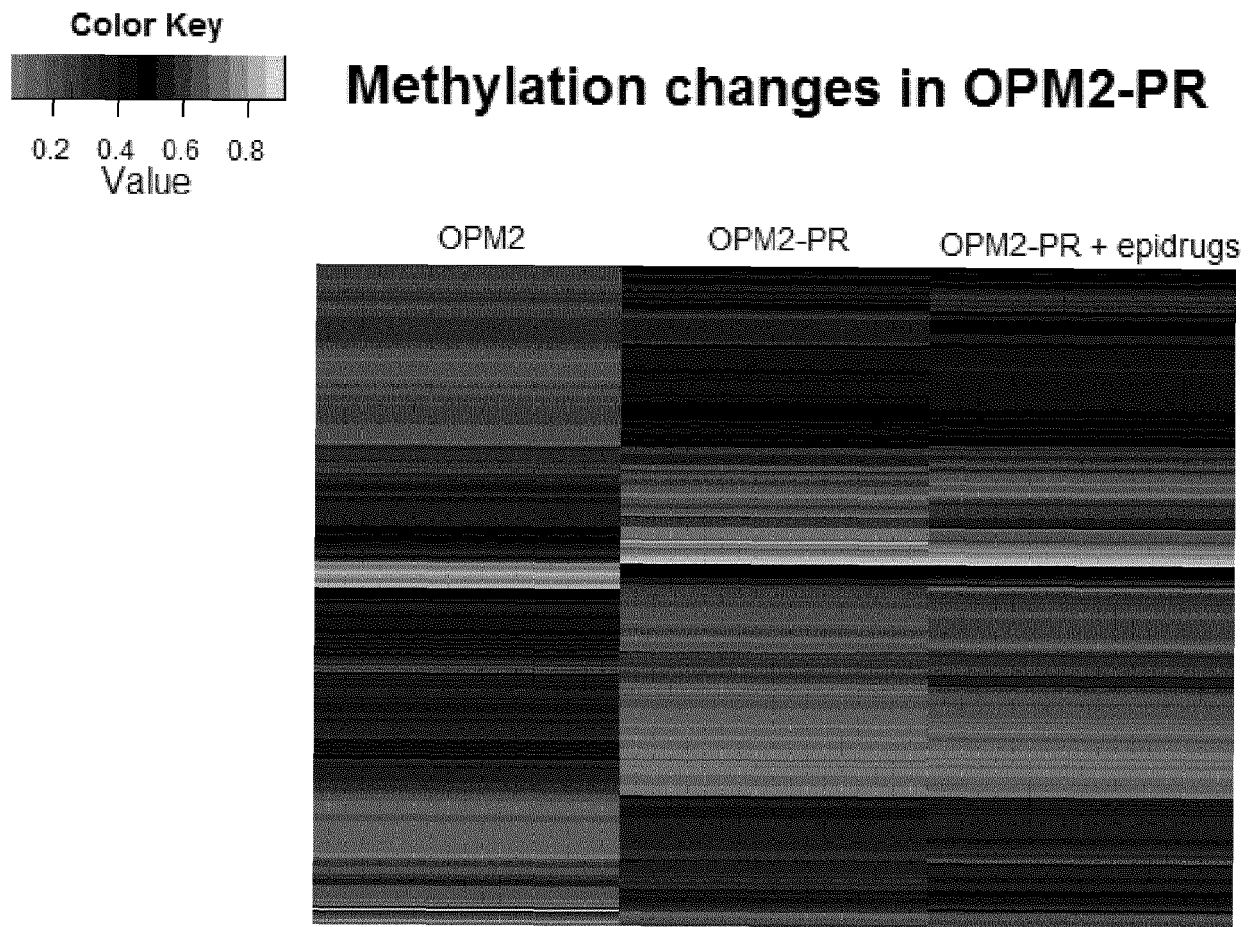 Color Key
0.2 0.4 0.6 0.8
Value
Methylation changes in OPM2-PR
OPM2 OPM2-PR OPM2-PR + epidrugs